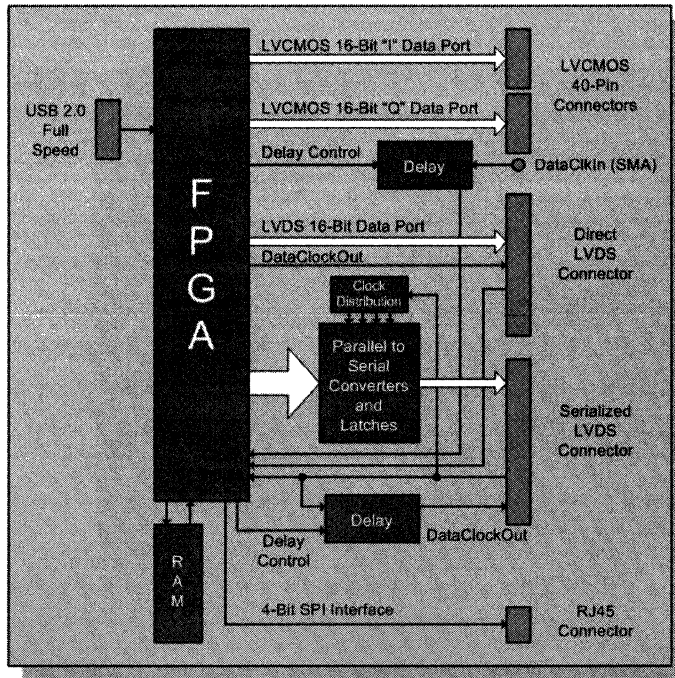 LVCMOS 16-Bit "I" Data Port
LVCMOS
40-Pin
Connectors
USB 2.0
Full
Speed
LVCMOS 16-Bit "Q" Data Port
Delay Control
Delay
DataClkIn (SMA)
F
P
G
A
LVDS 16-Bit Data Port
DataClockOut
Direct
LVDS
Connector
Clock
Distribution
Parallel to
Serial
Converters
and
Latches
Serialized
LVDS
Connector
Delay
Delay
Control
DataClockOut
R
A
M
4-Bit SPI Interface
RJ45
Connector